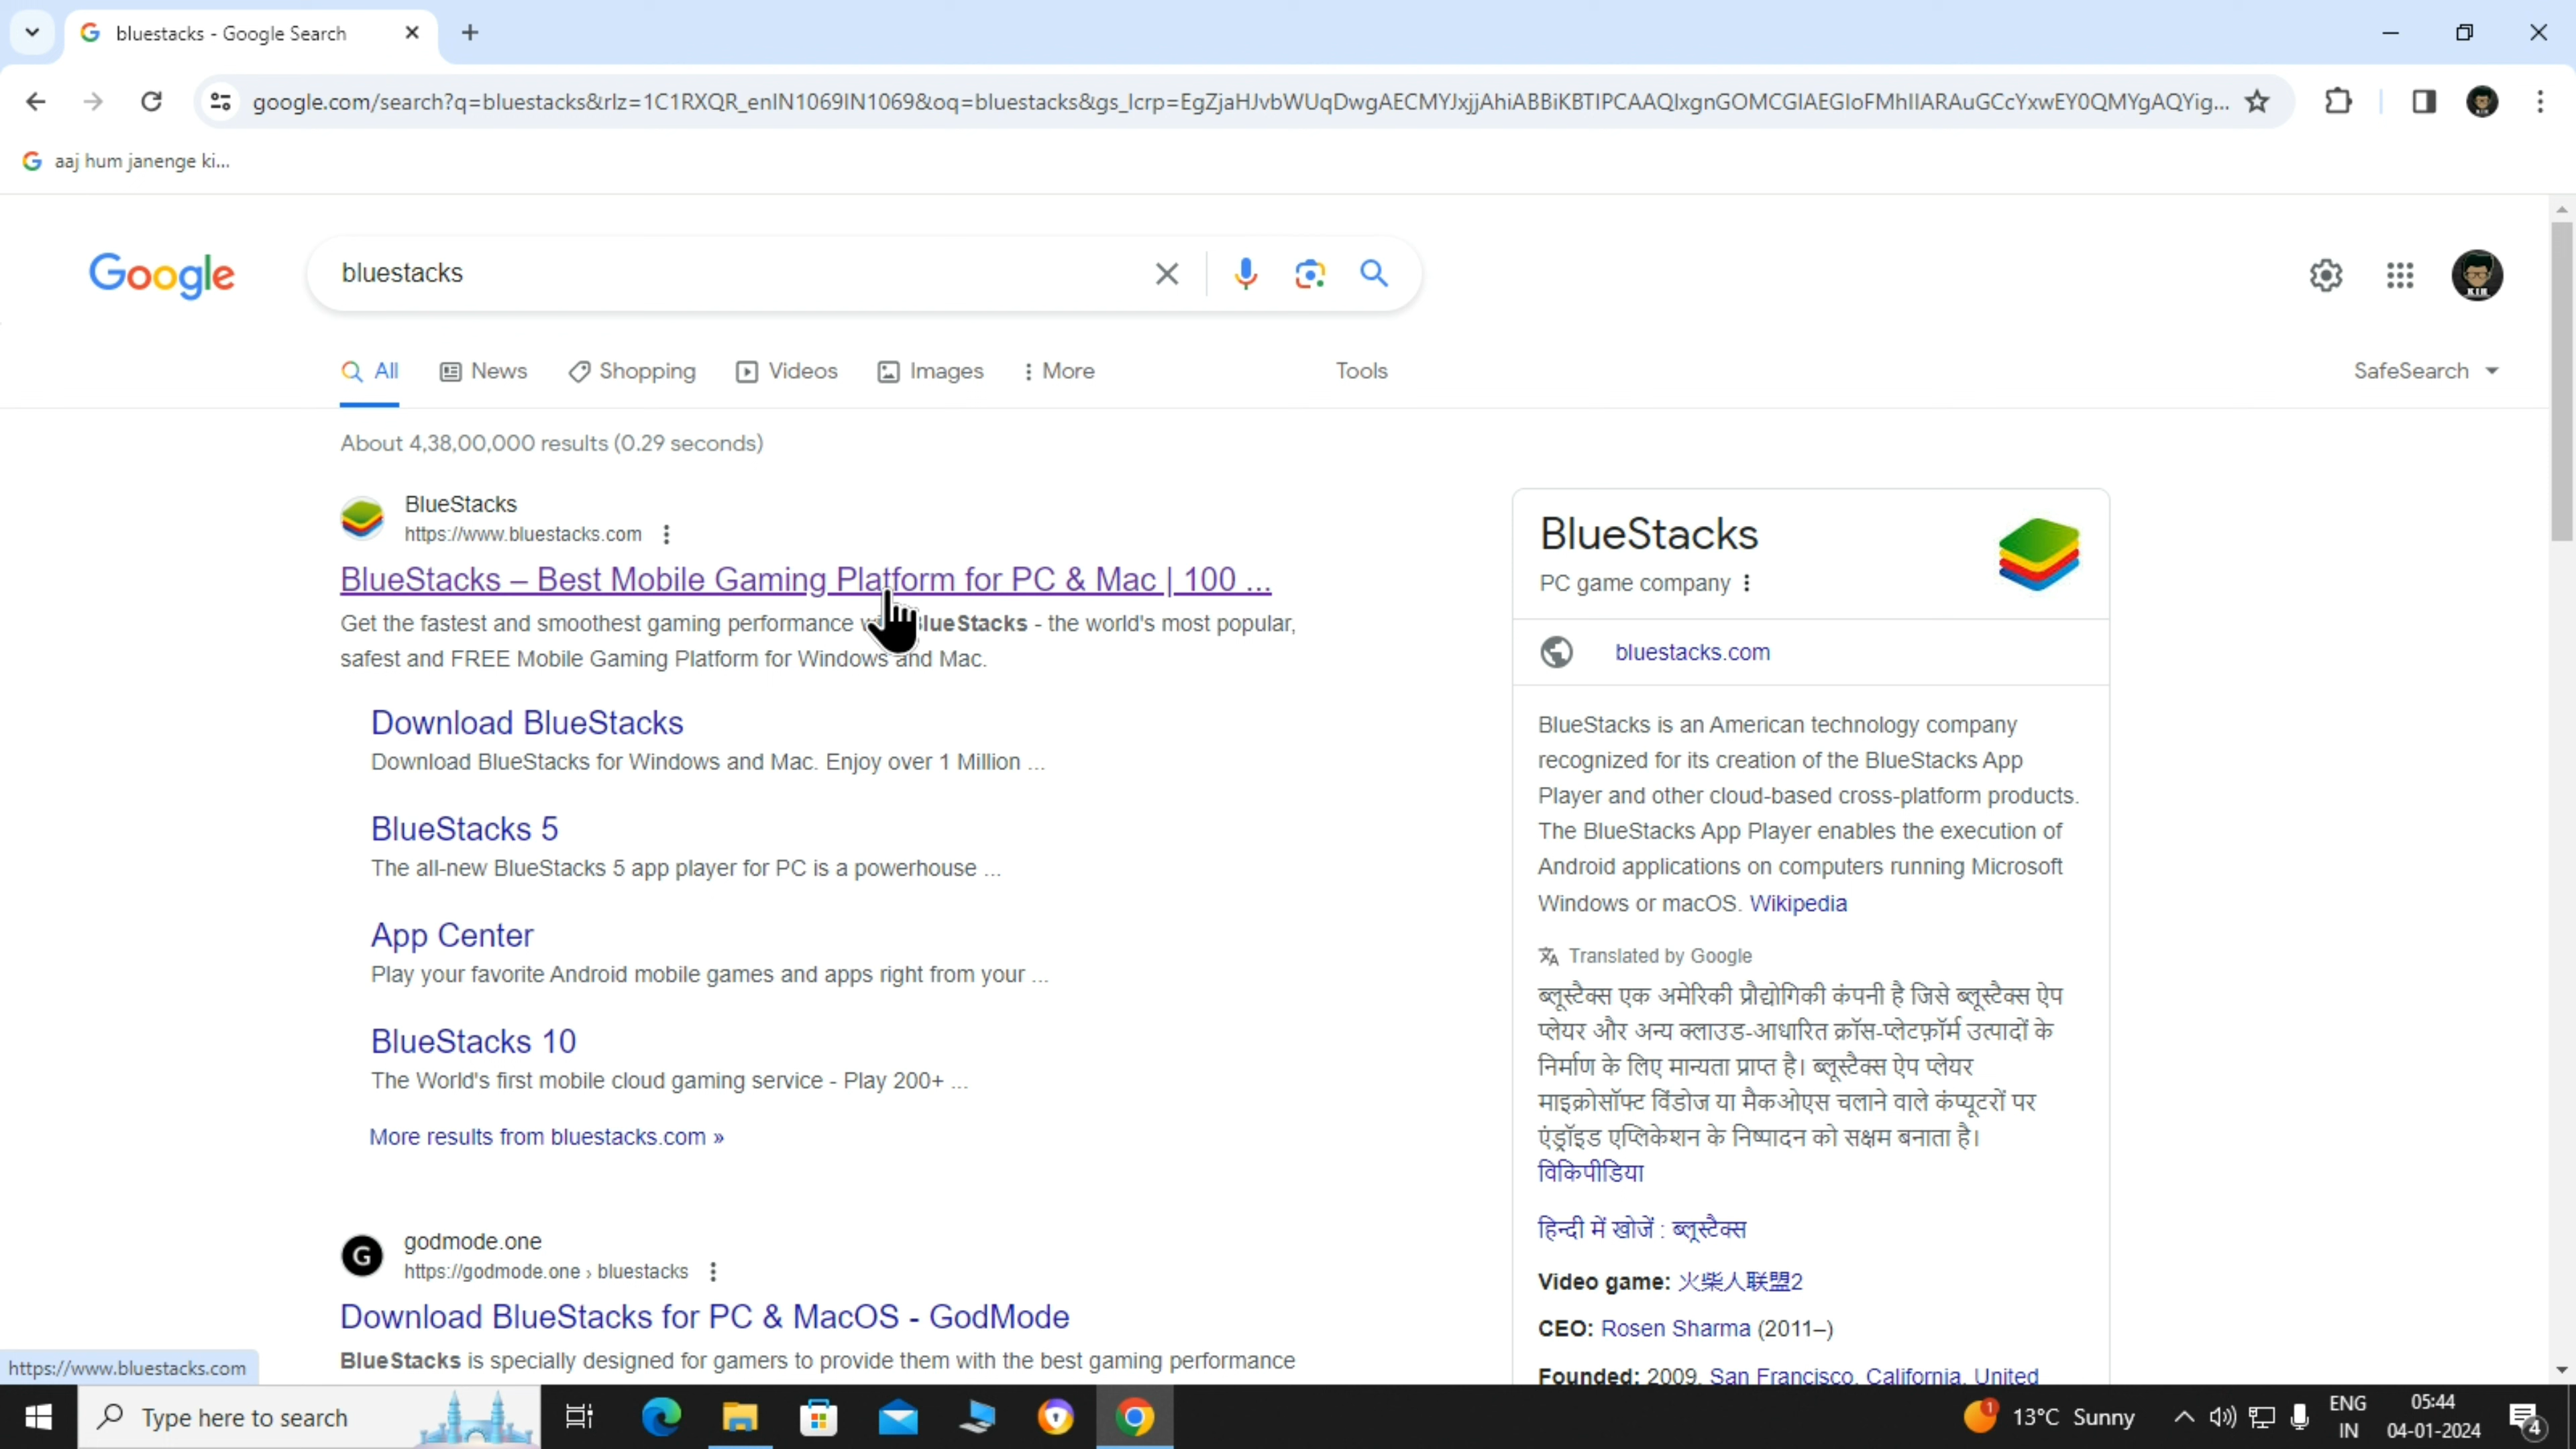 bluestacks - Google Search
google.com/search?q=bluestacks&rlz=1C1RXQR_enIN1069IN1069&oq=bluestacks&gs_lcrp=EgZjaHJvbWUqDwgAECMYJxjjAhiABBiKBTIPCAAQIxgnGOMCGIAEGIoFMhIIARAuGCcYxwEY0QMYgAQYig...
aaj hum janenge ki...
Google
bluestacks
All
News
Shopping
Videos
Images
More
Tools
SafeSearch
About 4,38,00,000 results (0.29 seconds)
BlueStacks
https://www.bluestacks.com
BlueStacks – Best Mobile Gaming Platform for PC & Mac | 100 ...
Get the fastest and smoothest gaming performance lueStacks - the world's most popular,
safest and FREE Mobile Gaming Platform for Windows and Mac.
Download BlueStacks
Download BlueStacks for Windows and Mac. Enjoy over 1 Million ...
BlueStacks 5
The all-new BlueStacks 5 app player for PC is a powerhouse ...
App Center
Play your favorite Android mobile games and apps right from your ...
BlueStacks 10
The World's first mobile cloud gaming service - Play 200+ ...
More results from bluestacks.com »
G
godmode.one
https://godmode.one › bluestacks
Download BlueStacks for PC & MacOS - GodMode
BlueStacks is specially designed for gamers to provide them with the best gaming performance
BlueStacks
PC game company
bluestacks.com
BlueStacks is an American technology company
recognized for its creation of the BlueStacks App
Player and other cloud-based cross-platform products.
The BlueStacks App Player enables the execution of
Android applications on computers running Microsoft
Windows or macOS. Wikipedia
Translated by Google
ब्लूस्टैक्स एक अमेरिकी प्रौद्योगिकी कंपनी है जिसे ब्लूस्टैक्स ऐप
प्लेयर और अन्य क्लाउड-आधारित क्रॉस-प्लेटफ़ॉर्म उत्पादों के
निर्माण के लिए मान्यता प्राप्त है। ब्लूस्टैक्स ऐप प्लेयर
माइक्रोसॉफ्ट विंडोज या मैकओएस चलाने वाले कंप्यूटरों पर
एंड्रॉइड एप्लिकेशन के निष्पादन को सक्षम बनाता है।
विकिपीडिया
हिन्दी में खोजें : ब्लूस्टैक्स
Video game: 火柴人联盟2
CEO: Rosen Sharma (2011–)
Founded: 2009, San Francisco, California, United
https://www.bluestacks.com
Type here to search
1
13°C Sunny
ENG
IN
05:44
04-01-2024
4